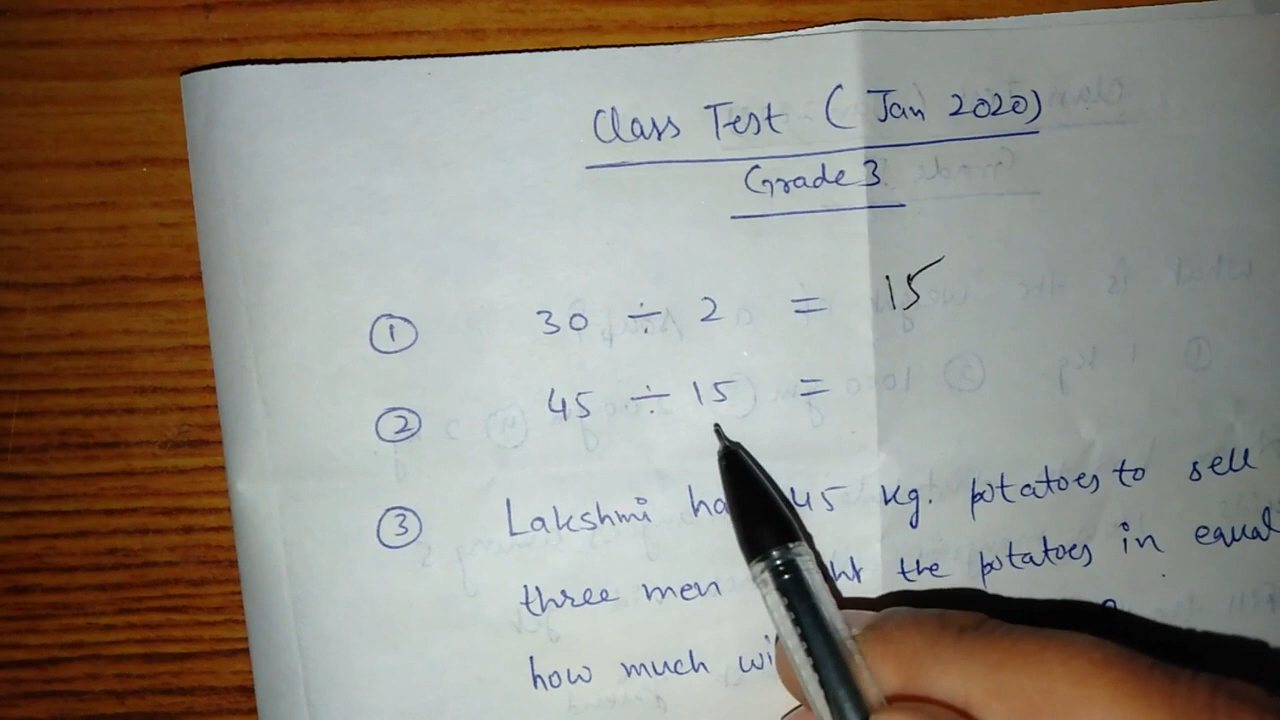 Class Test ( Jan 2020)
Grade 3
① 30 ÷ 2 = 15
② 45 ÷ 15 =
③ Lakshmi 45 kg. potatoes to sell
three men the potatoes in equal
how much